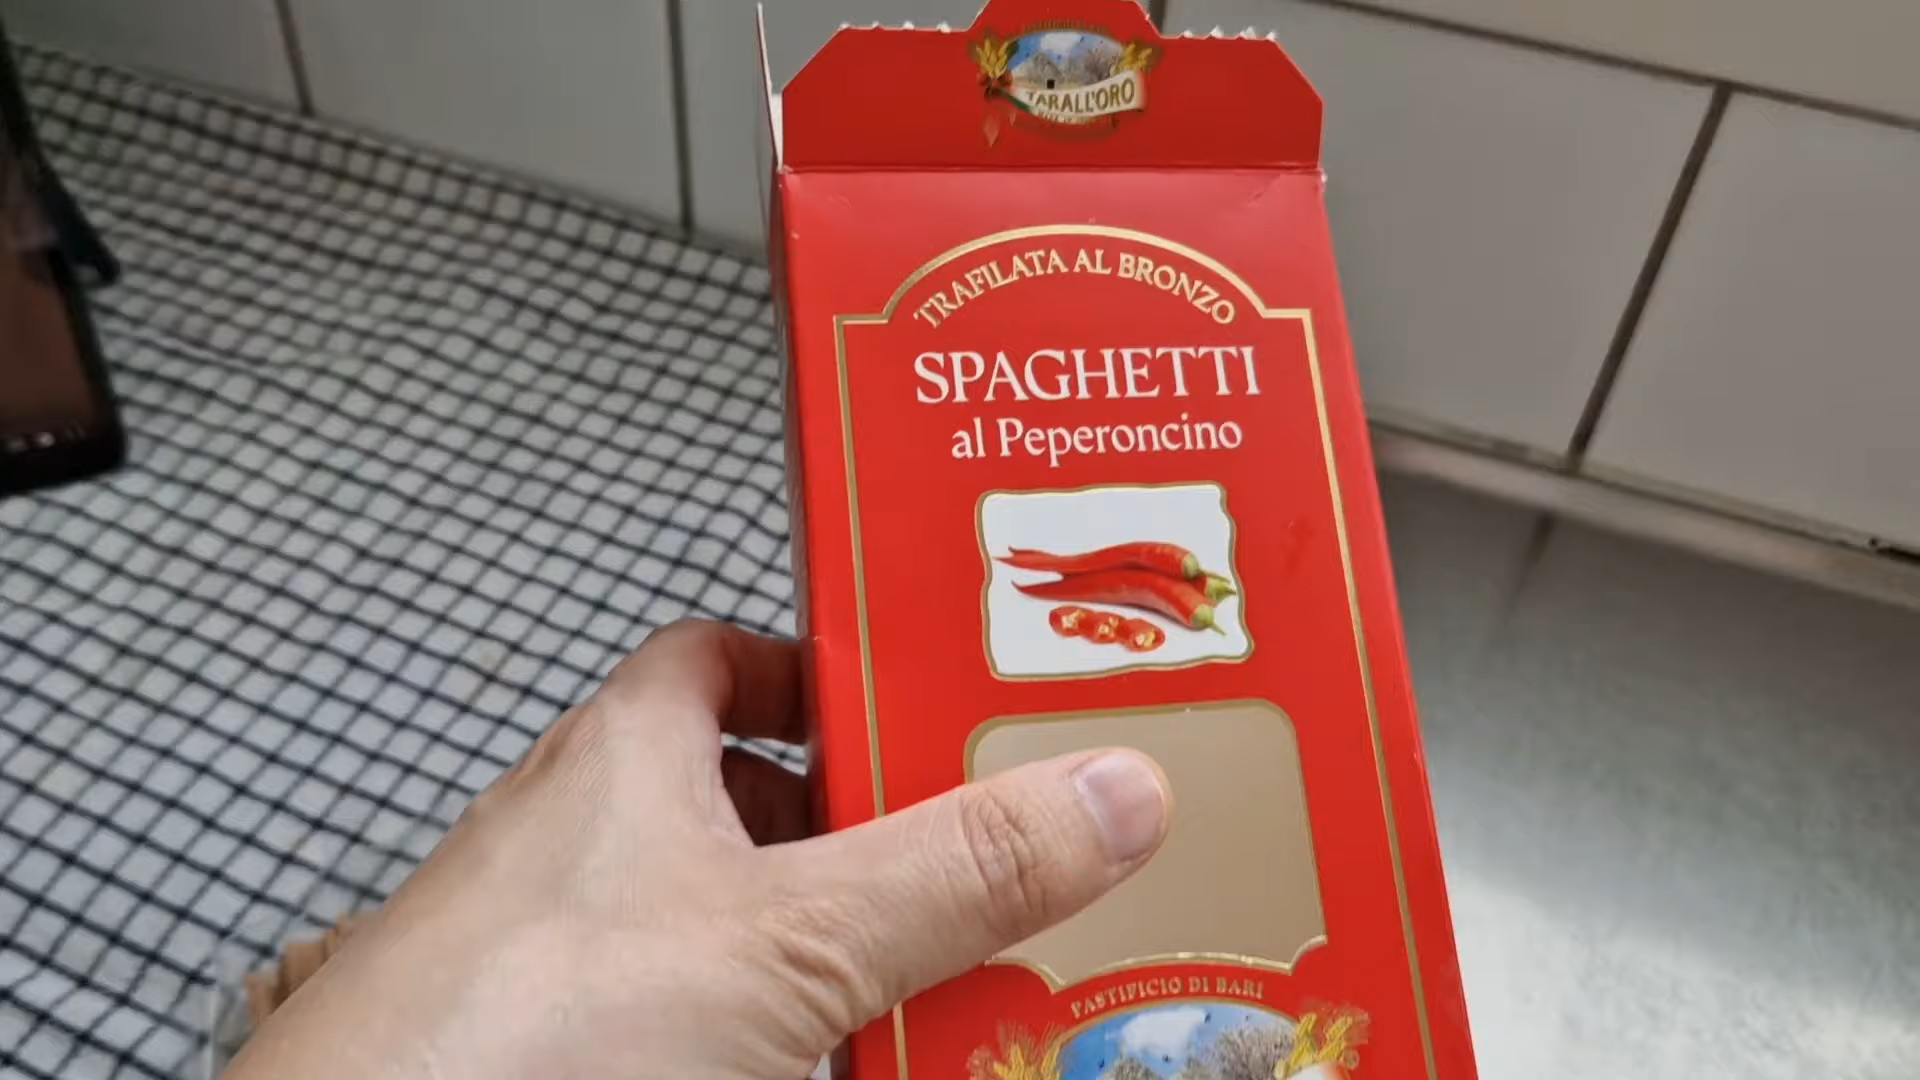 TARALL'ORO
TRAFILATA AL BRONZO
SPAGHETTI
al Peperoncino
PASTIFICIO DI BARI